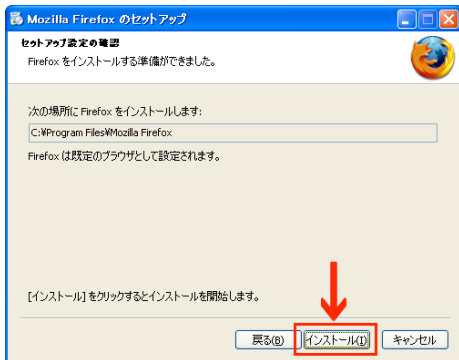 Mozilla Firefox のセットアップ
セットアップ設定の確認
Firefox をインストールする準備ができました。
次の場所に Firefox をインストールします:
C:¥Program Files¥Mozilla Firefox
Firefox は既定のブラウザとして設定されます。
[インストール] をクリックするとインストールを開始します。
戻る(B) インストール(I) キャンセル